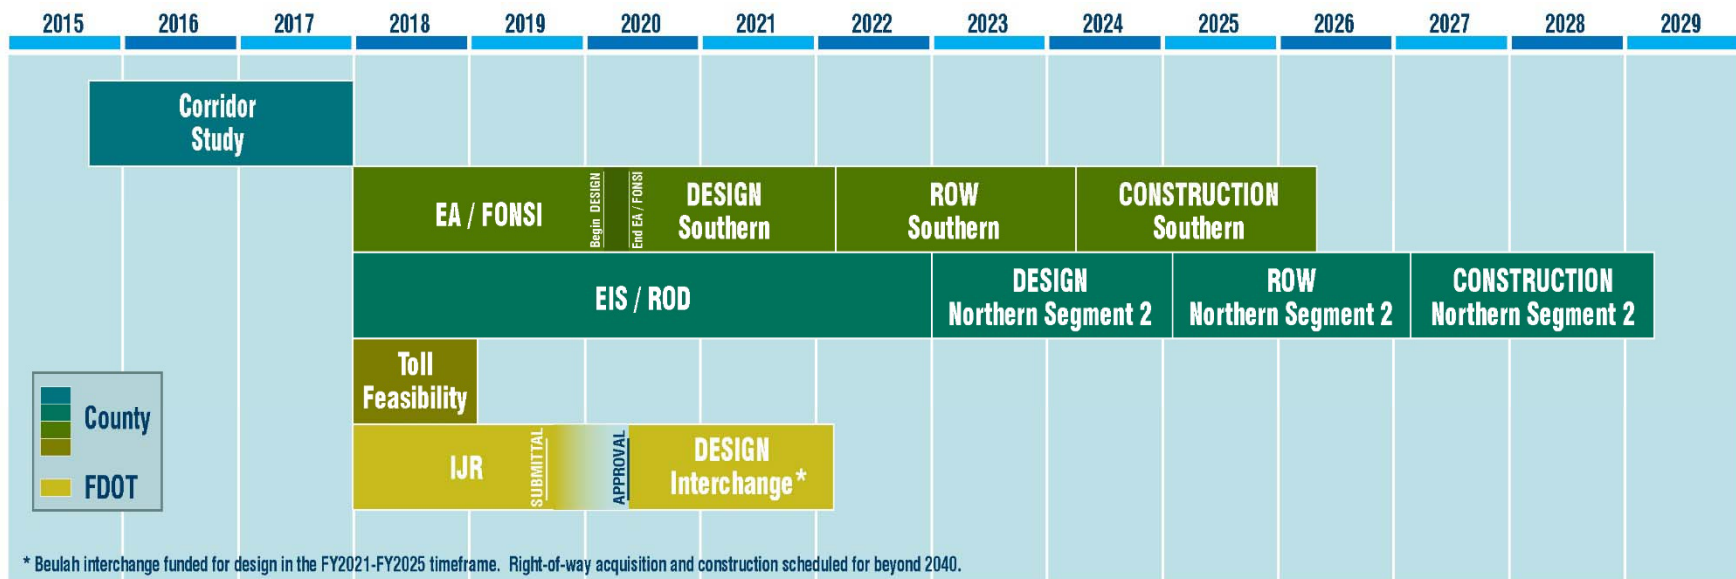 2015 2016 2017 2018 2019 2020 2021 2022 2023 2024 2025 2026 2027 2028 2029
Corridor
Study
EA / FONSI
Begin DESIGN
End EA / FONSI
DESIGN
Southern
ROW
Southern
CONSTRUCTION
Southern
EIS / ROD
DESIGN
Northern Segment 2
ROW
Northern Segment 2
CONSTRUCTION
Northern Segment 2
Toll
Feasibility
IJR
SUBMITTAL
APPROVAL
DESIGN
Interchange*
County
FDOT
* Beulah interchange funded for design in the FY2021-FY2025 timeframe. Right-of-way acquisition and construction scheduled for beyond 2040.